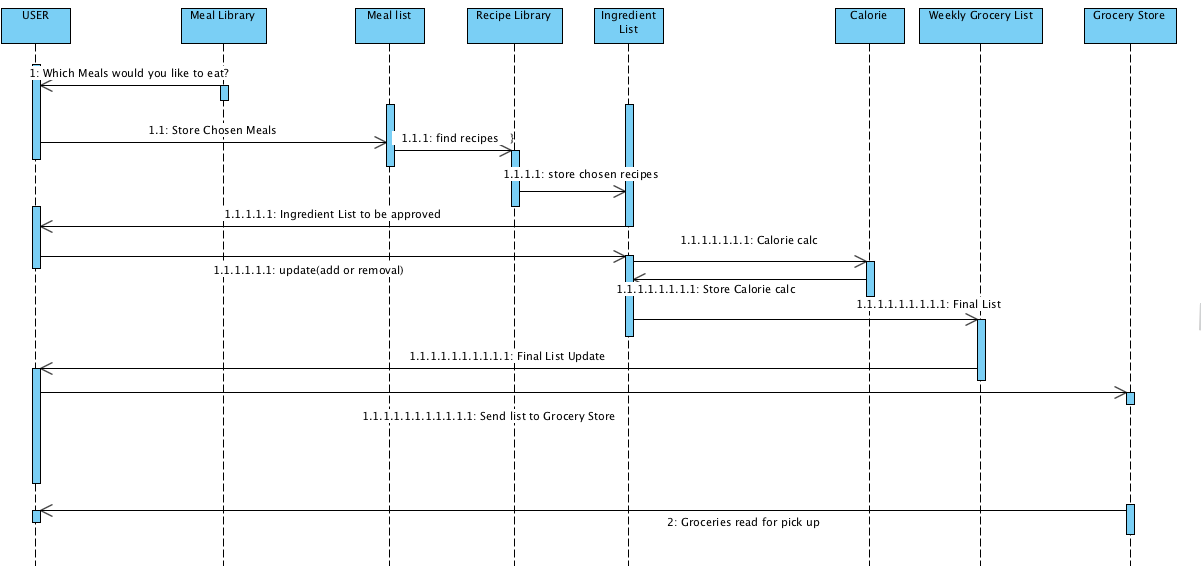 USER
Meal Library
Meal list
Recipe Library
Ingredient
List
Calorie
Weekly Grocery List
Grocery Store
1: Which Meals would you like to eat?
1.1: Store Chosen Meals
1.1.1: find recipes )
1.1.1.1: store chosen recipes
1.1.1.1.1: Ingredient List to be approved
1.1.1.1.1.1.1: Calorie calc
1.1.1.1.1.1: update(add or removal)
1.1.1.1.1.1.1.1: Store Calorie calc
1.1.1.1.1.1.1.1.1: Final List
1.1.1.1.1.1.1.1.1.1: Final List Update
1.1.1.1.1.1.1.1.1.1.1: Send list to Grocery Store
2: Groceries read for pick up